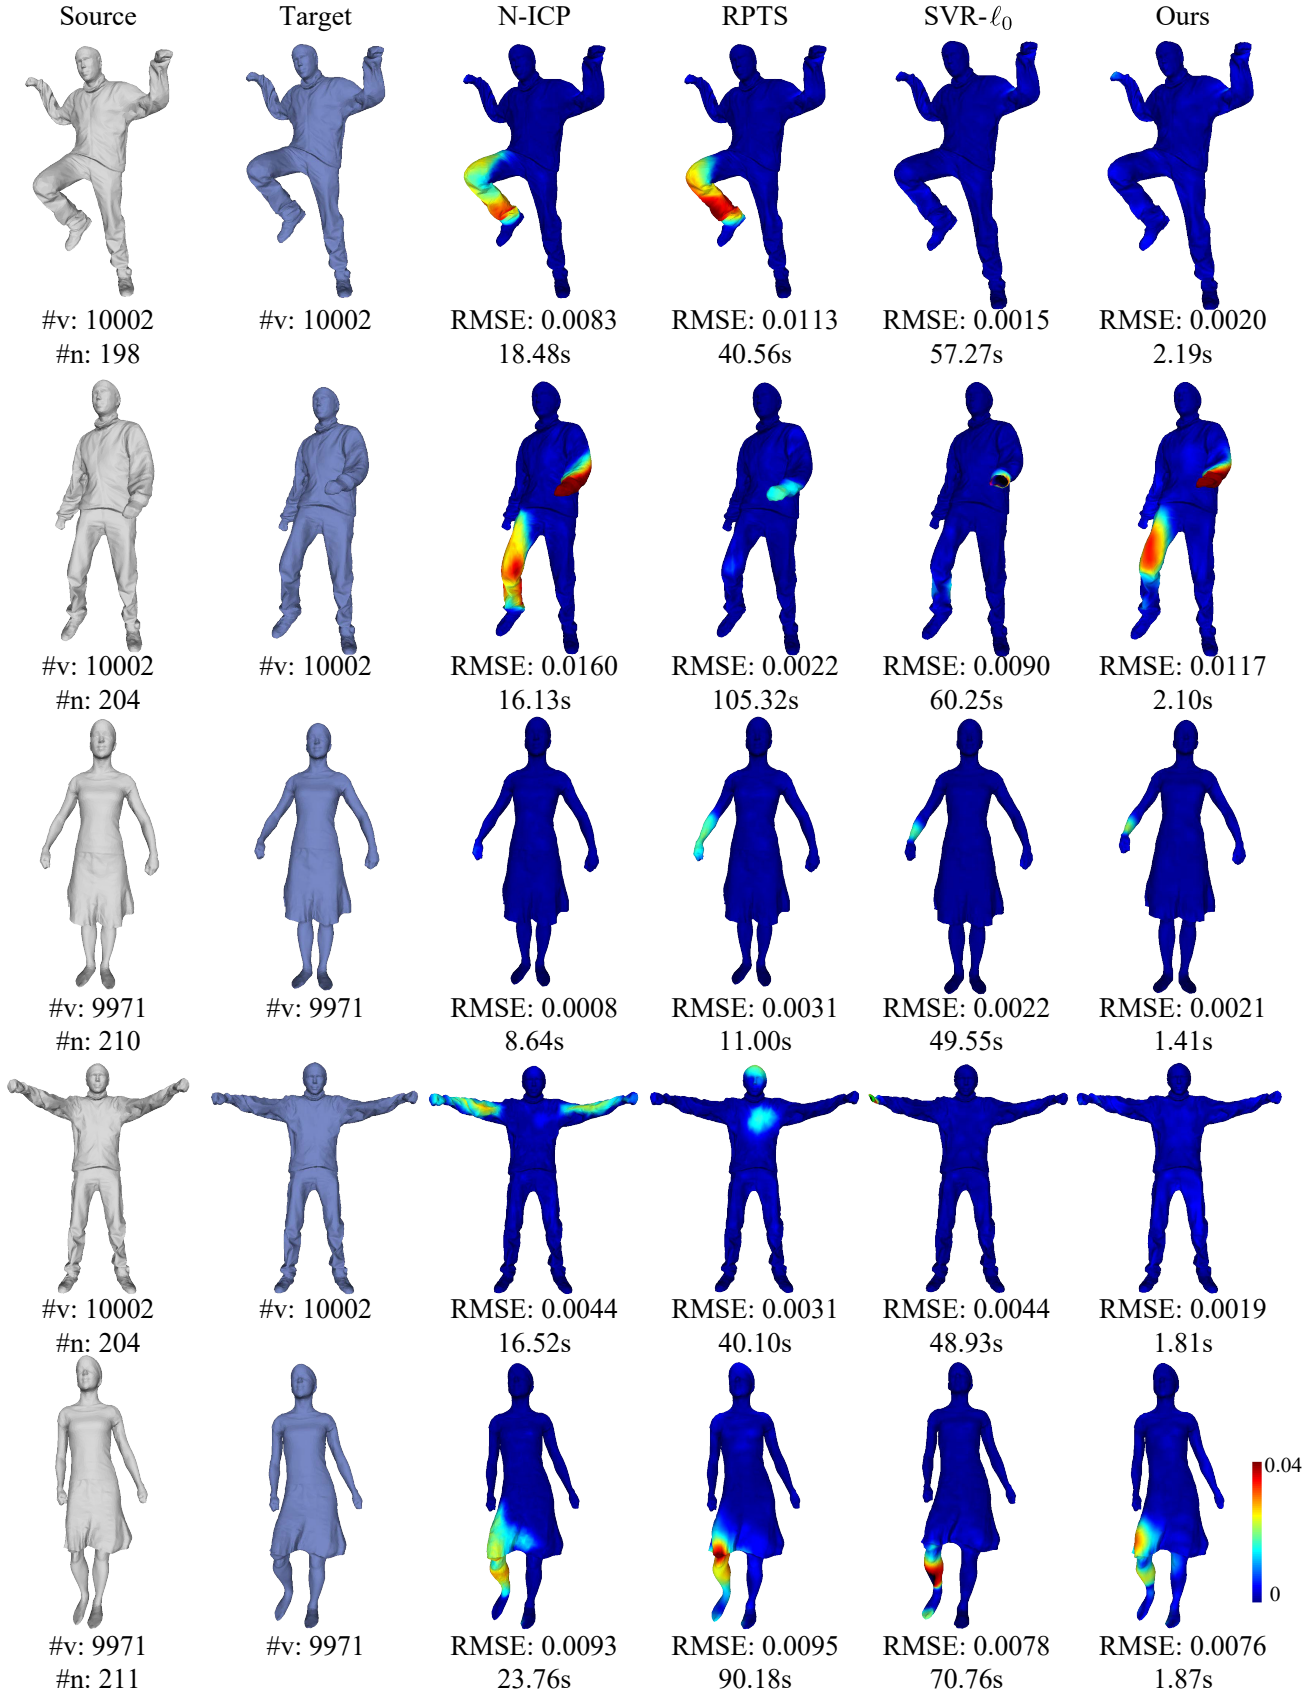 Source Target N-ICP RPTS SVR-ℓ0 Ours
#v: 10002 #v: 10002 RMSE: 0.0083 RMSE: 0.0113 RMSE: 0.0015 RMSE: 0.0020
#n: 198 18.48s 40.56s 57.27s 2.19s
#v: 10002 #v: 10002 RMSE: 0.0160 RMSE: 0.0022 RMSE: 0.0090 RMSE: 0.0117
#n: 204 16.13s 105.32s 60.25s 2.10s
#v: 9971 #v: 9971 RMSE: 0.0008 RMSE: 0.0031 RMSE: 0.0022 RMSE: 0.0021
#n: 210 8.64s 11.00s 49.55s 1.41s
#v: 10002 #v: 10002 RMSE: 0.0044 RMSE: 0.0031 RMSE: 0.0044 RMSE: 0.0019
#n: 204 16.52s 40.10s 48.93s 1.81s
0.04
0
#v: 9971 #v: 9971 RMSE: 0.0093 RMSE: 0.0095 RMSE: 0.0078 RMSE: 0.0076
#n: 211 23.76s 90.18s 70.76s 1.87s